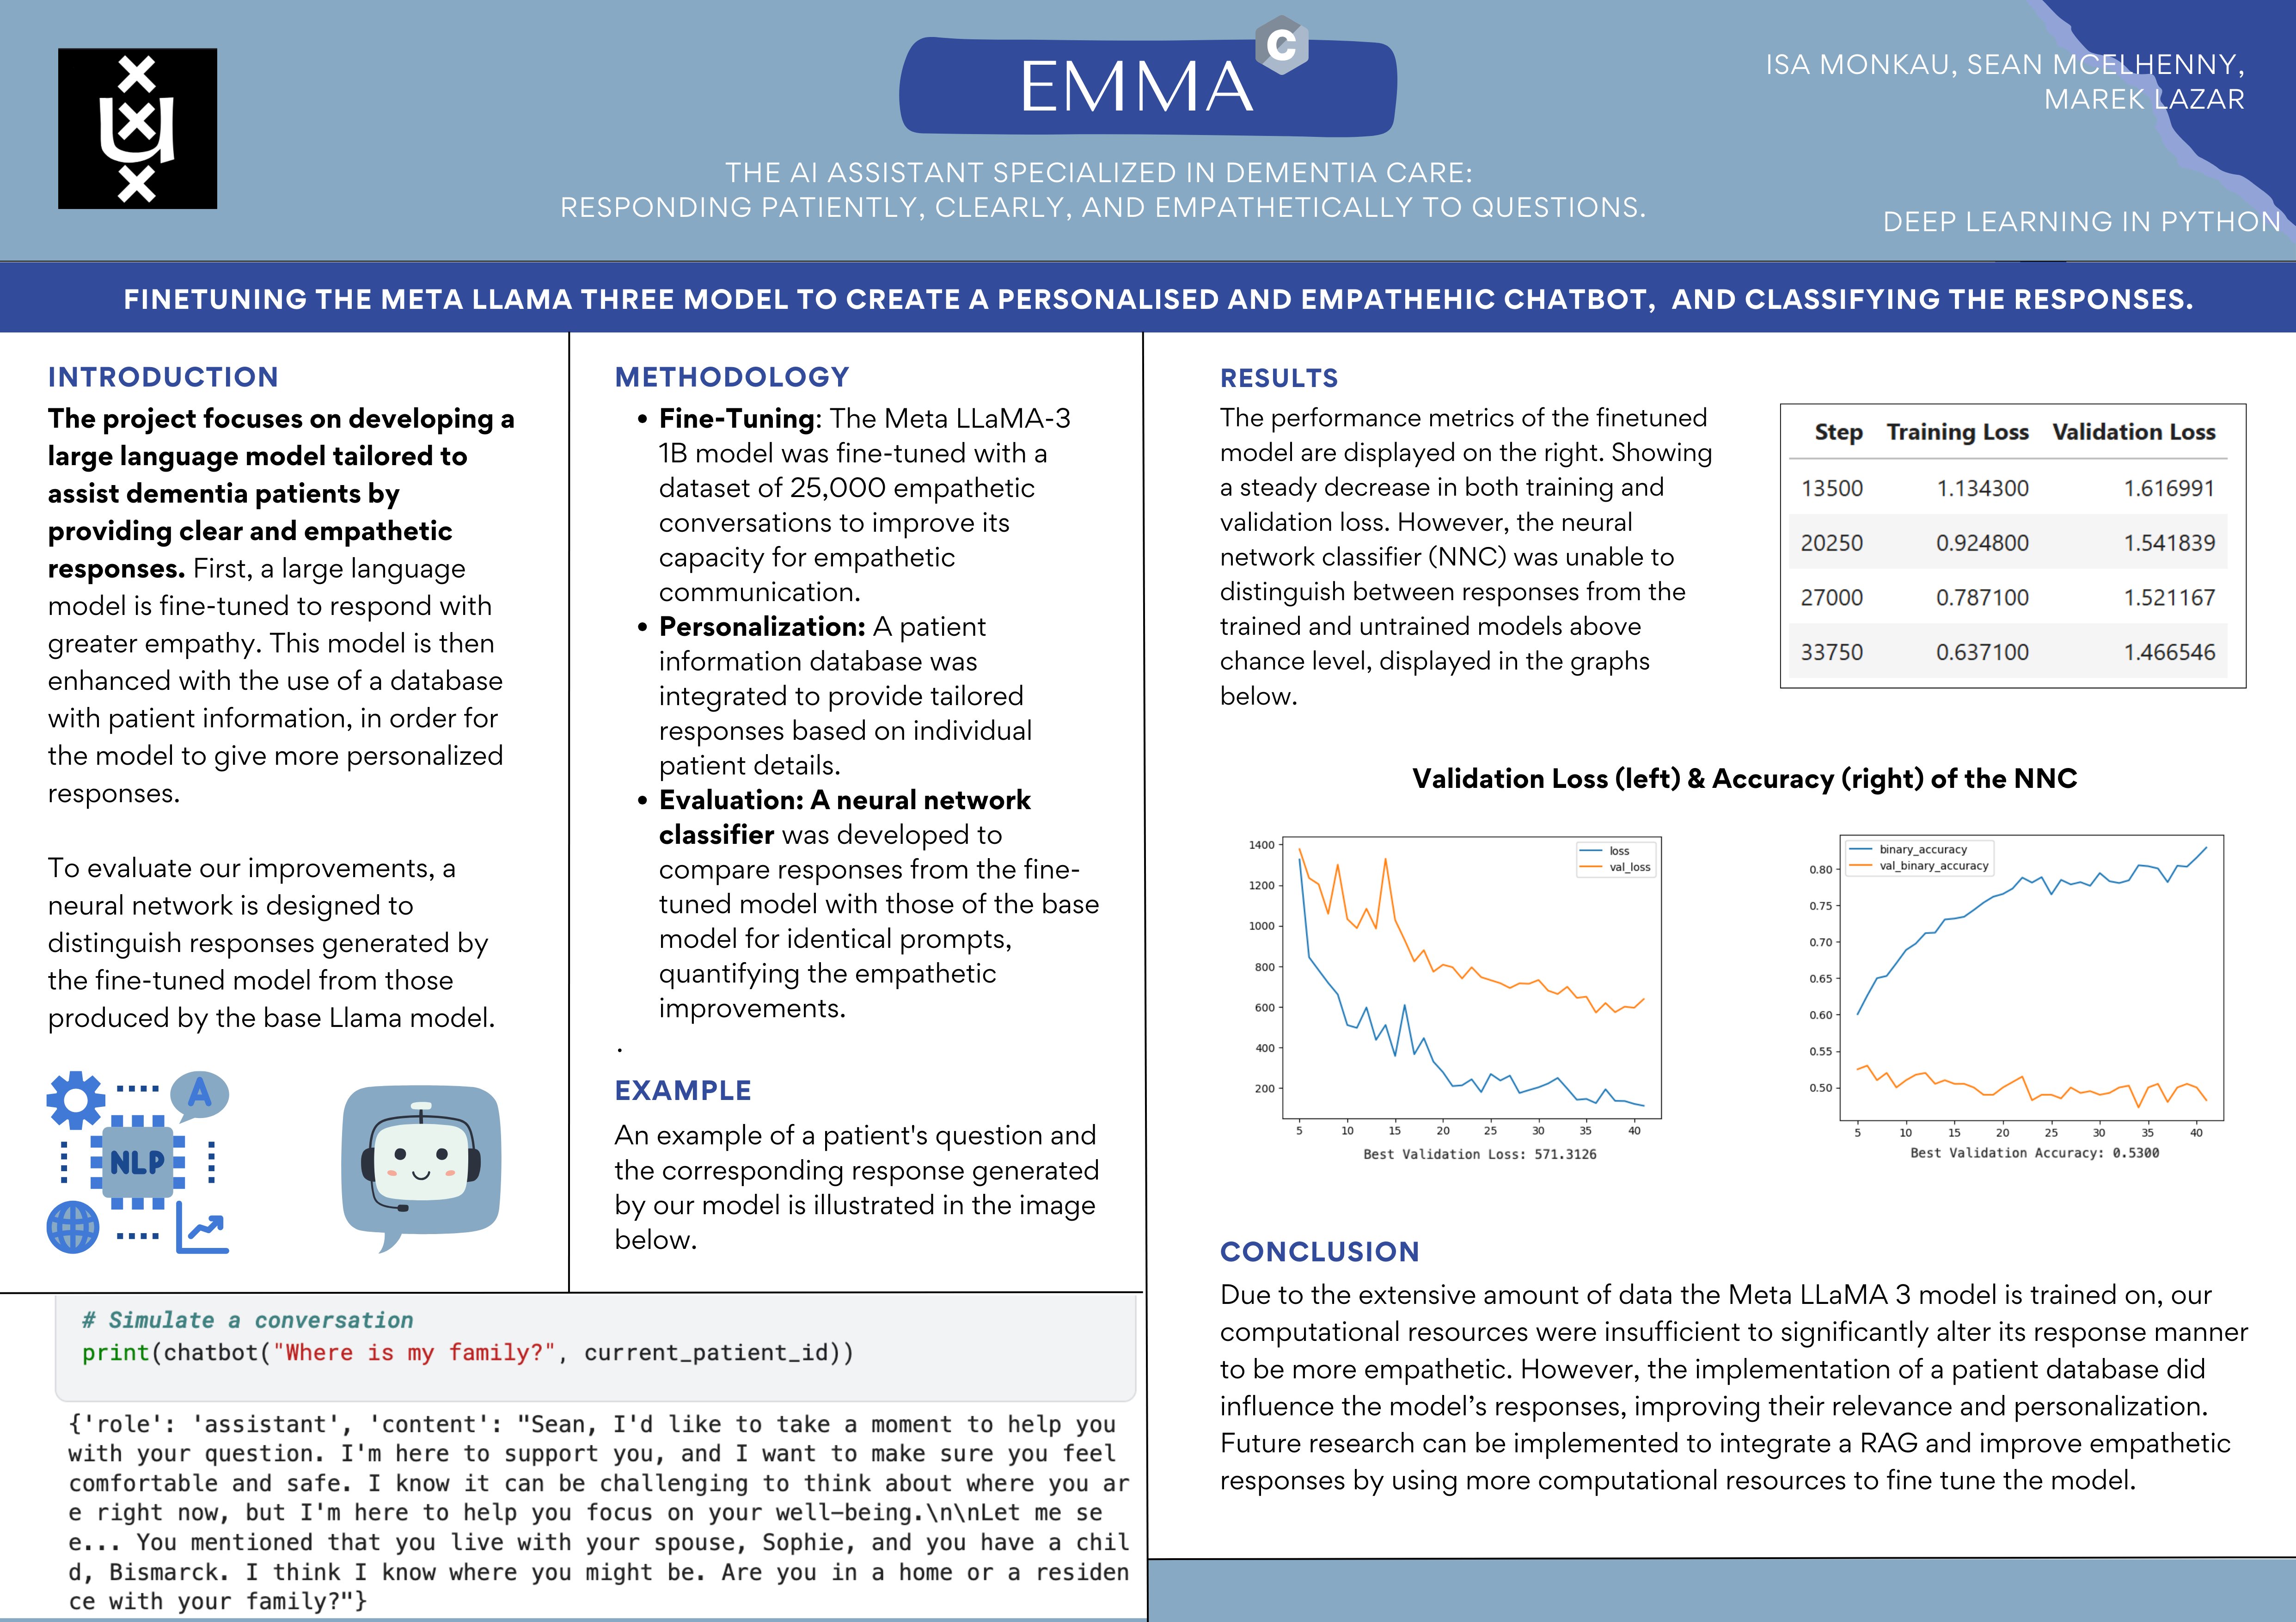 EMMA
C
THE AI ASSISTANT SPECIALIZED IN DEMENTIA CARE:
RESPONDING PATIENTLY, CLEARLY, AND EMPATHETICALLY TO QUESTIONS.
ISA MONKAU, SEAN MCELHENNY,
MAREK LAZAR
DEEP LEARNING IN PYTHON
FINETUNING THE META LLAMA THREE MODEL TO CREATE A PERSONALISED AND EMPATHEHIC CHATBOT, AND CLASSIFYING THE RESPONSES.
INTRODUCTION
The project focuses on developing a
large language model tailored to
assist dementia patients by
providing clear and empathetic
responses. First, a large language
model is fine-tuned to respond with
greater empathy. This model is then
enhanced with the use of a database
with patient information, in order for
the model to give more personalized
responses.
To evaluate our improvements, a
neural network is designed to
distinguish responses generated by
the fine-tuned model from those
produced by the base Llama model.
A
NLP
METHODOLOGY
• Fine-Tuning: The Meta LLaMA-3
1B model was fine-tuned with a
dataset of 25,000 empathetic
conversations to improve its
capacity for empathetic
communication.
• Personalization: A patient
information database was
integrated to provide tailored
responses based on individual
patient details.
• Evaluation: A neural network
classifier was developed to
compare responses from the fine-
tuned model with those of the base
model for identical prompts,
quantifying the empathetic
improvements.
.
EXAMPLE
An example of a patient's question and
the corresponding response generated
by our model is illustrated in the image
below.
# Simulate a conversation
print(chatbot("Where is my family?", current_patient_id))
{'role': 'assistant', 'content': "Sean, I'd like to take a moment to help you
with your question. I'm here to support you, and I want to make sure you feel
comfortable and safe. I know it can be challenging to think about where you ar
e right now, but I'm here to help you focus on your well-being.\n\nLet me se
e... You mentioned that you live with your spouse, Sophie, and you have a chil
d, Bismarck. I think I know where you might be. Are you in a home or a residen
ce with your family?"}
RESULTS
The performance metrics of the finetuned
model are displayed on the right. Showing
a steady decrease in both training and
validation loss. However, the neural
network classifier (NNC) was unable to
distinguish between responses from the
trained and untrained models above
chance level, displayed in the graphs
below.
Step Training Loss Validation Loss
13500 1.134300 1.616991
20250 0.924800 1.541839
27000 0.787100 1.521167
33750 0.637100 1.466546
Validation Loss (left) & Accuracy (right) of the NNC
loss
val_loss
1400
1200
1000
800
600
400
200
5 10 15 20 25 30 35 40
Best Validation Loss: 571.3126
binary_accuracy
val_binary_accuracy
0.80
0.75
0.70
0.65
0.60
0.55
0.50
5 10 15 20 25 30 35 40
Best Validation Accuracy: 0.5300
CONCLUSION
Due to the extensive amount of data the Meta LLaMA 3 model is trained on, our
computational resources were insufficient to significantly alter its response manner
to be more empathetic. However, the implementation of a patient database did
influence the model’s responses, improving their relevance and personalization.
Future research can be implemented to integrate a RAG and improve empathetic
responses by using more computational resources to fine tune the model.